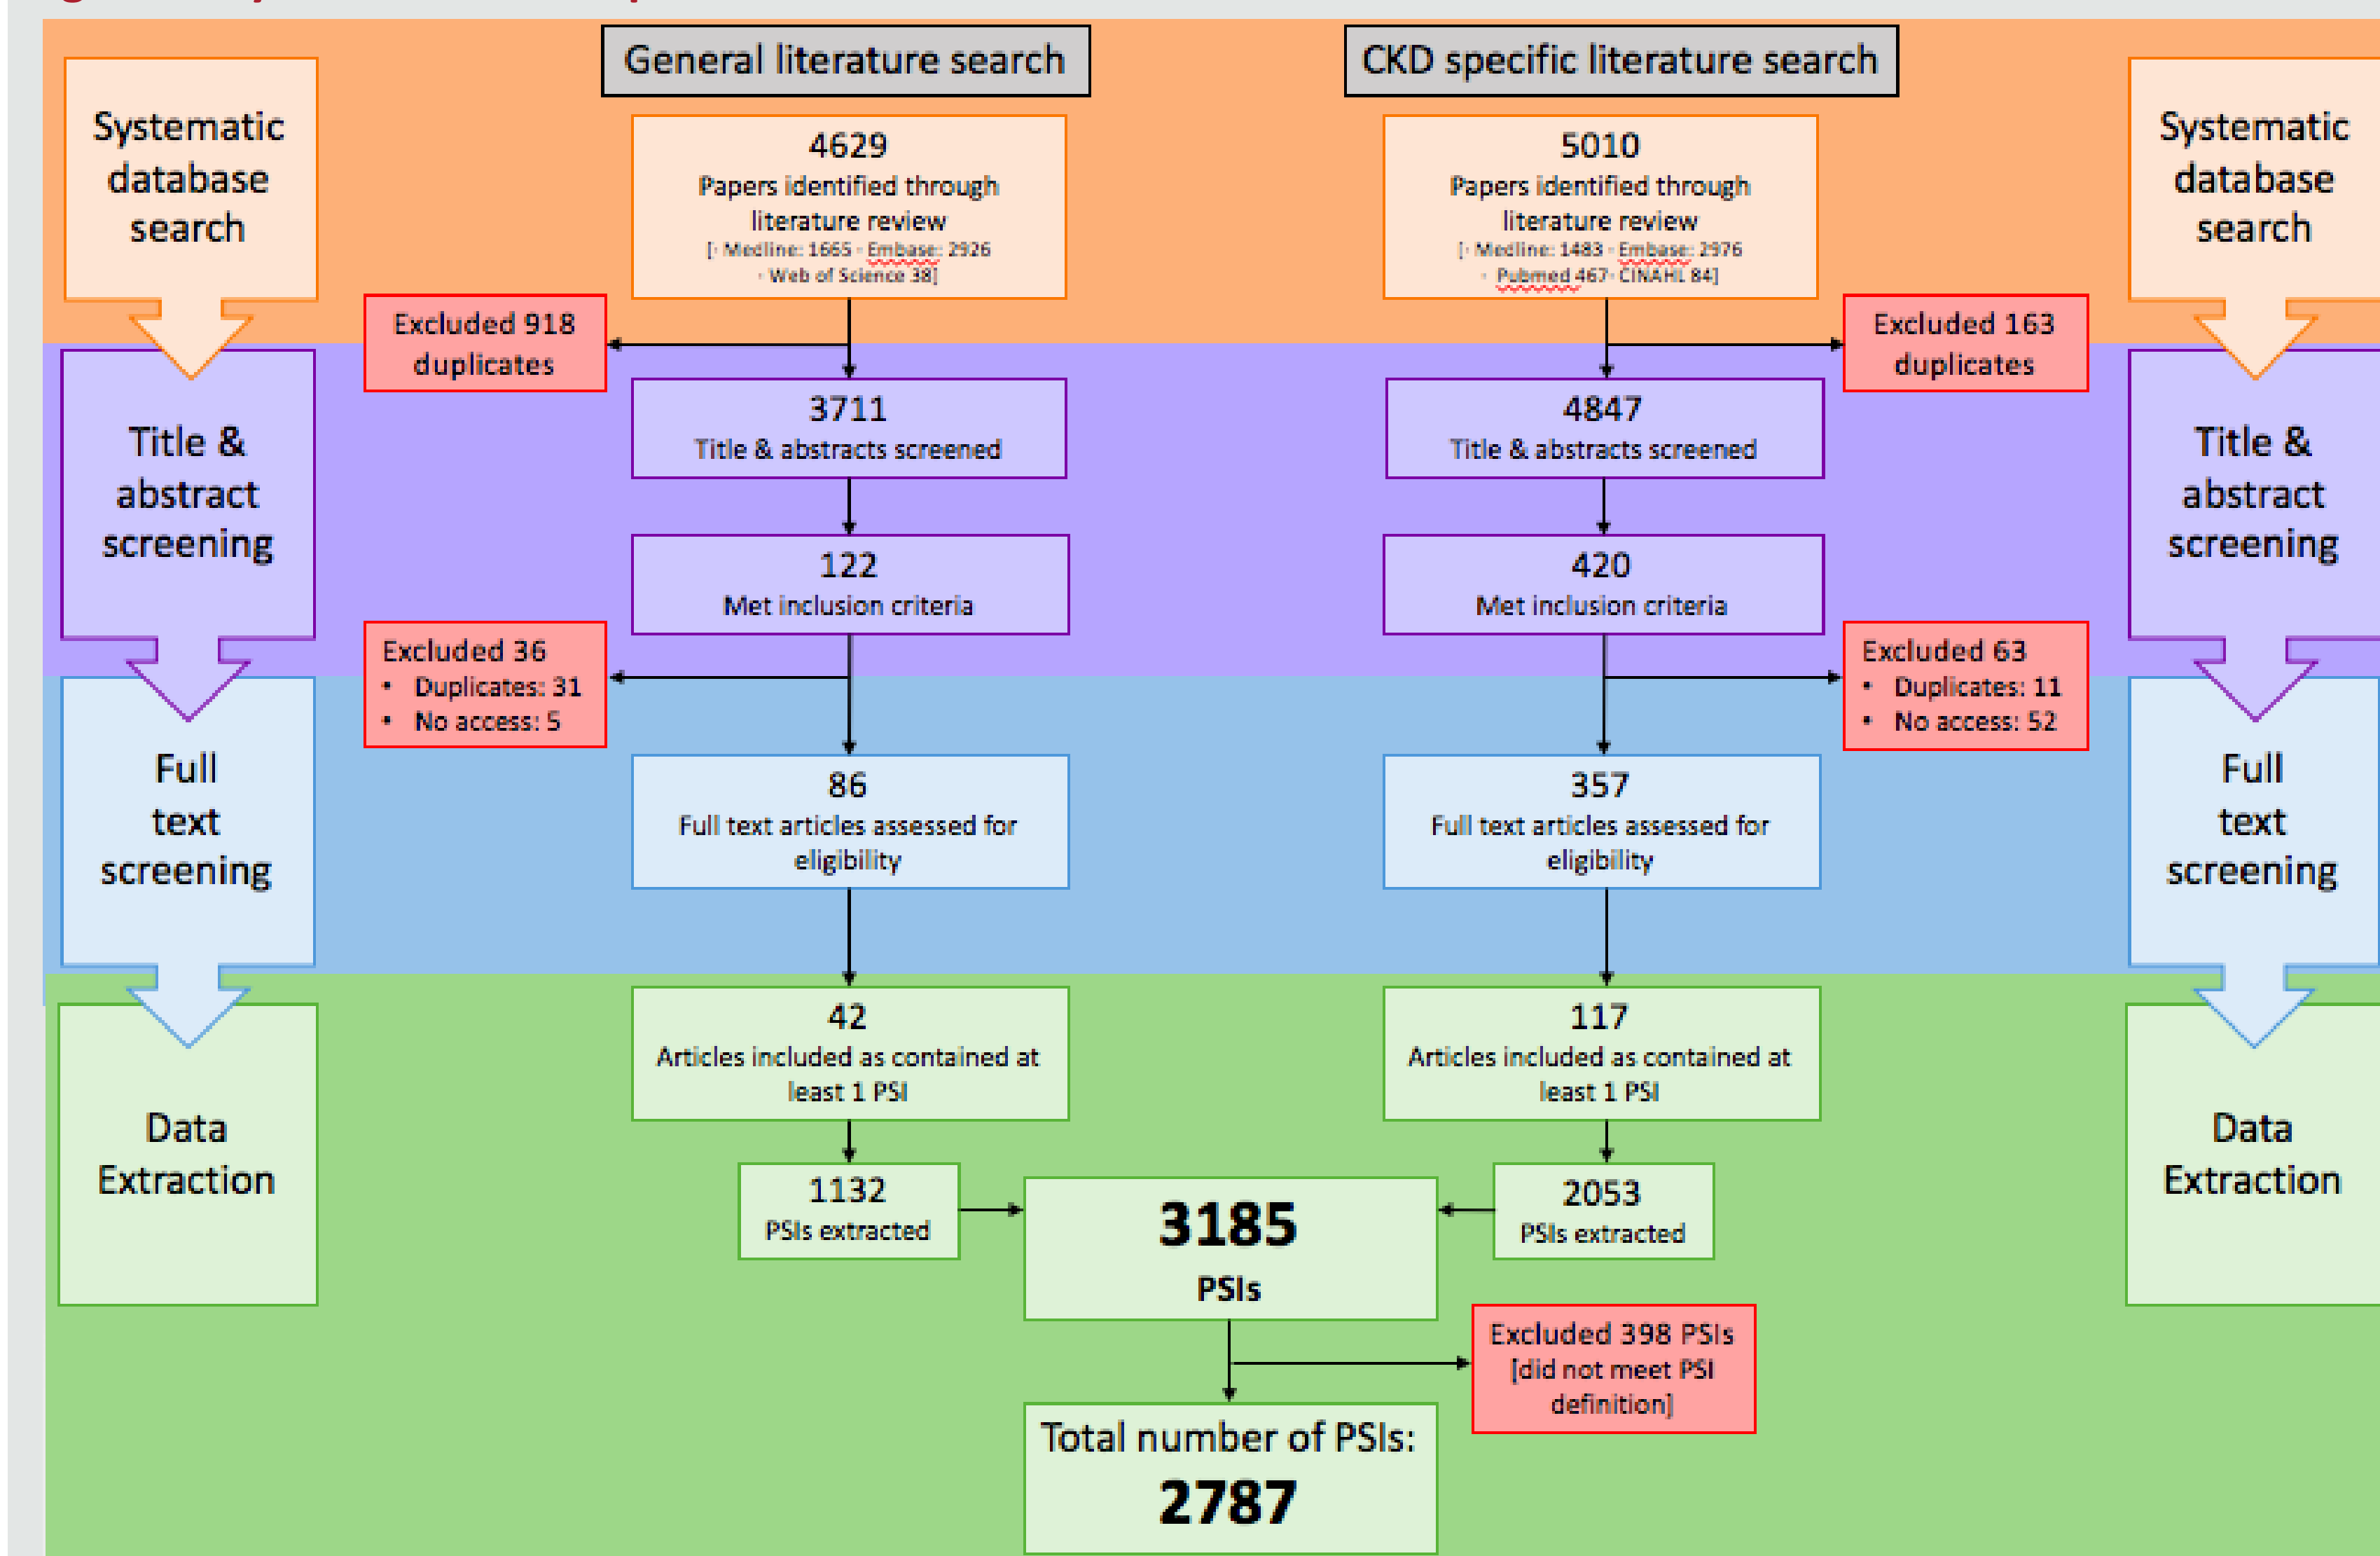 General literature search
CKD specific literature search
Systematic
database
search
4629
Papers identified through
literature review
[· Medline: 1665 · Embase: 2926
· Web of Science 38]
5010
Papers identified through
literature review
[· Medline: 1483 · Embase: 2976
· Pubmed 467· CINAHL 84]
Systematic
database
search
Excluded 918
duplicates
Excluded 163
duplicates
Title &
abstract
screening
3711
Title & abstracts screened
4847
Title & abstracts screened
Title &
abstract
screening
122
Met inclusion criteria
420
Met inclusion criteria
Excluded 36
• Duplicates: 31
• No access: 5
Excluded 63
• Duplicates: 11
• No access: 52
Full
text
screening
86
Full text articles assessed for
eligibility
357
Full text articles assessed for
eligibility
Full
text
screening
42
Articles included as contained at
least 1 PSI
117
Articles included as contained at
least 1 PSI
Data
Extraction
1132
PSIs extracted
3185
PSIs
2053
PSIs extracted
Data
Extraction
Excluded 398 PSIs
[did not meet PSI
definition]
Total number of PSIs:
2787